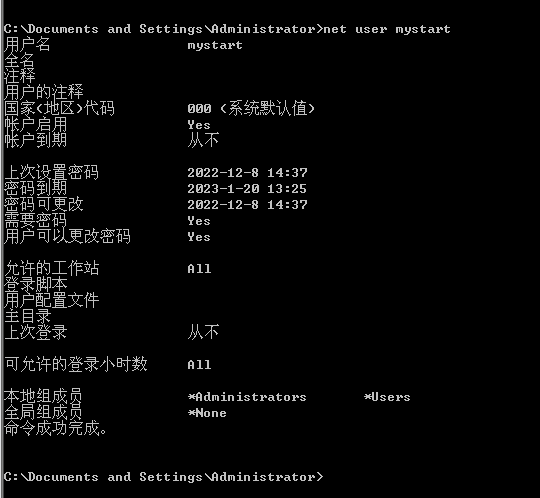 C:\Documents and Settings\Administrator>net user mystart
用户名 mystart
全名
注释
用户的注释
国家(地区)代码 000 (系统默认值)
帐户启用 Yes
帐户到期 从不
上次设置密码 2022-12-8 14:37
密码到期 2023-1-20 13:25
密码可更改 2022-12-8 14:37
需要密码 Yes
用户可以更改密码 Yes
允许的工作站 All
登录脚本
用户配置文件
主目录
上次登录 从不
可允许的登录小时数 All
本地组成员 *Administrators *Users
全局组成员 *None
命令成功完成。
C:\Documents and Settings\Administrator>